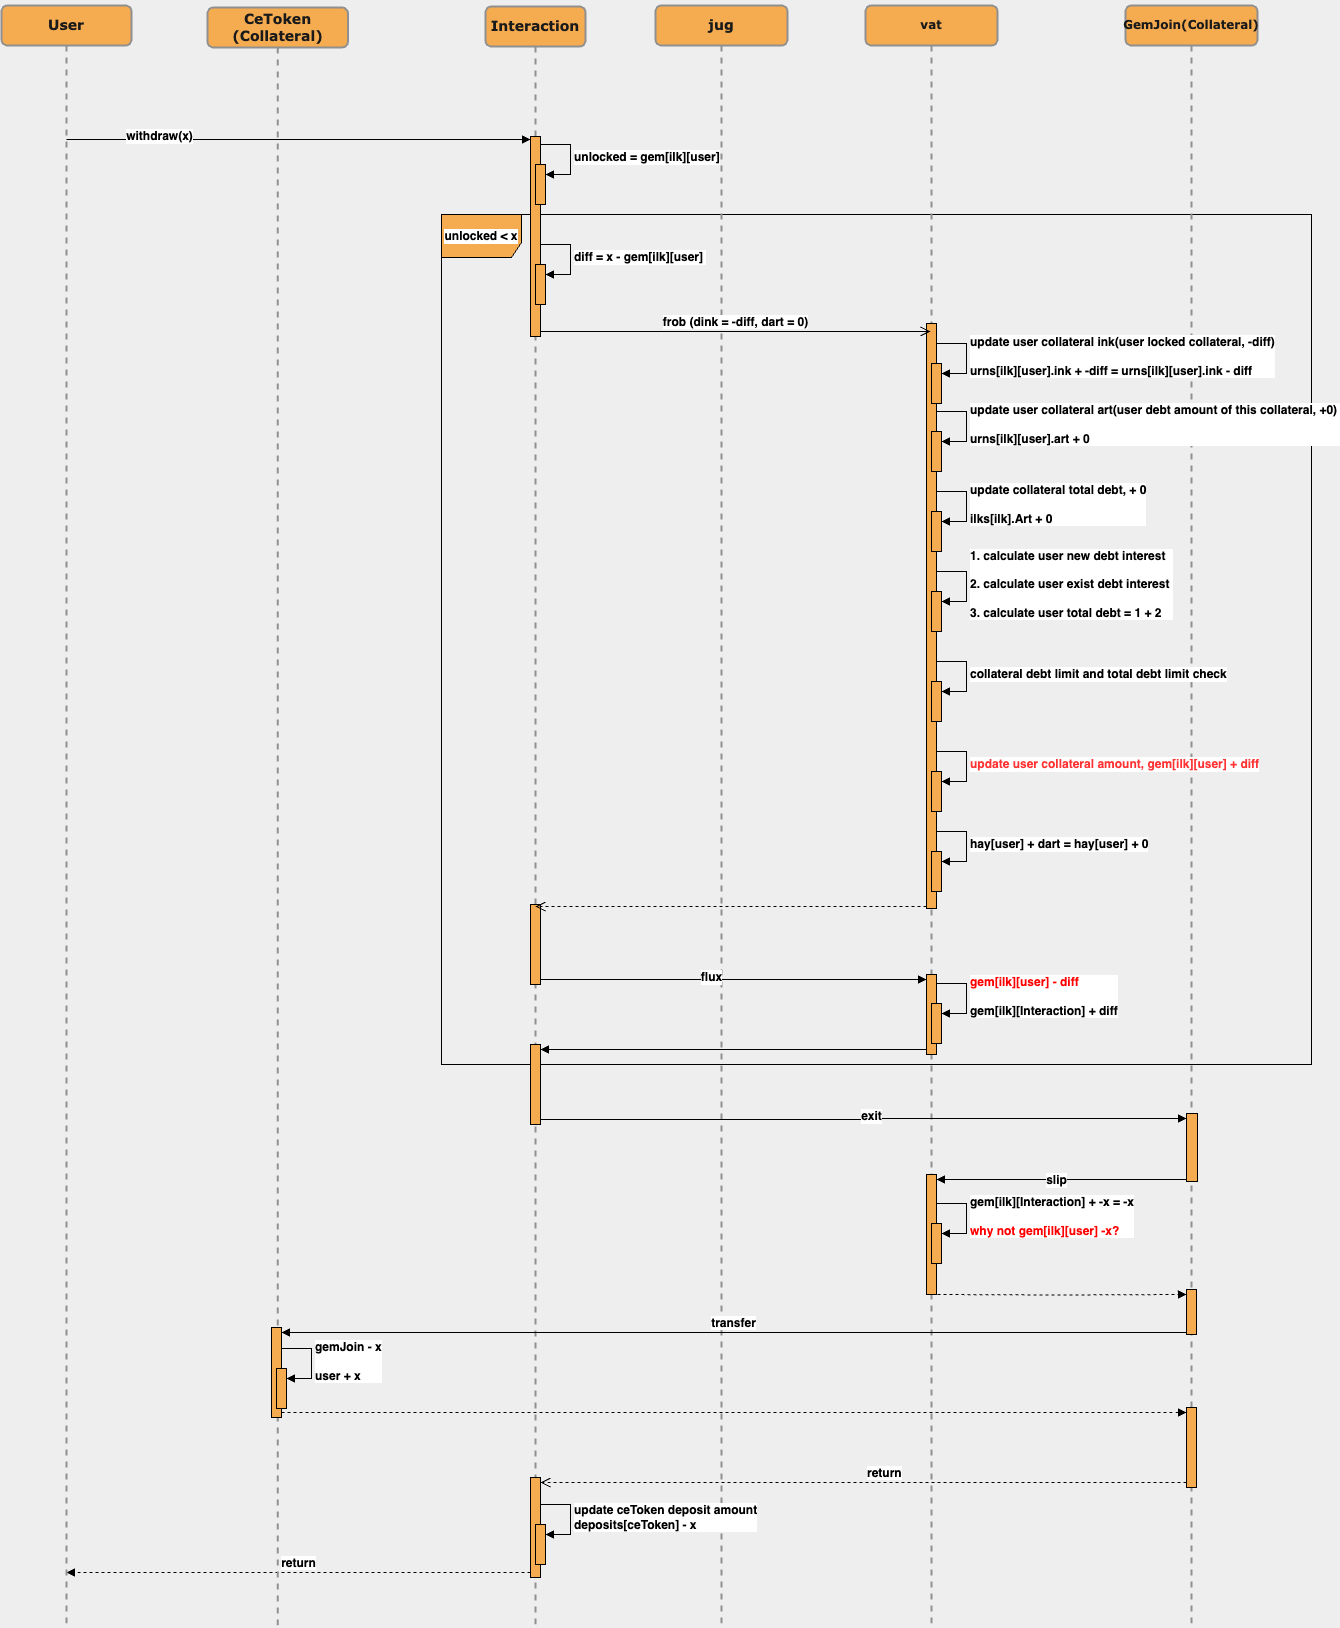 User
CeToken
(Collateral)
Interaction
jug
vat
GemJoin(Collateral)
withdraw(x)
unlocked = gem[ilk][user]
unlocked < x
diff = x - gem[ilk][user]
frob (dink = -diff, dart = 0)
update user collateral ink(user locked collateral, -diff)
urns[ilk][user].ink + -diff = urns[ilk][user].ink - diff
update user collateral art(user debt amount of this collateral, +0)
urns[ilk][user].art + 0
update collateral total debt, + 0
ilks[ilk].Art + 0
1. calculate user new debt interest
2. calculate user exist debt interest
3. calculate user total debt = 1 + 2
collateral debt limit and total debt limit check
update user collateral amount, gem[ilk][user] + diff
hay[user] + dart = hay[user] + 0
flux
gem[ilk][user] - diff
gem[ilk][Interaction] + diff
exit
slip
gem[ilk][Interaction] + -x = -x
why not gem[ilk][user] -x?
transfer
gemJoin - x
user + x
return
update ceToken deposit amount
deposits[ceToken] - x
return